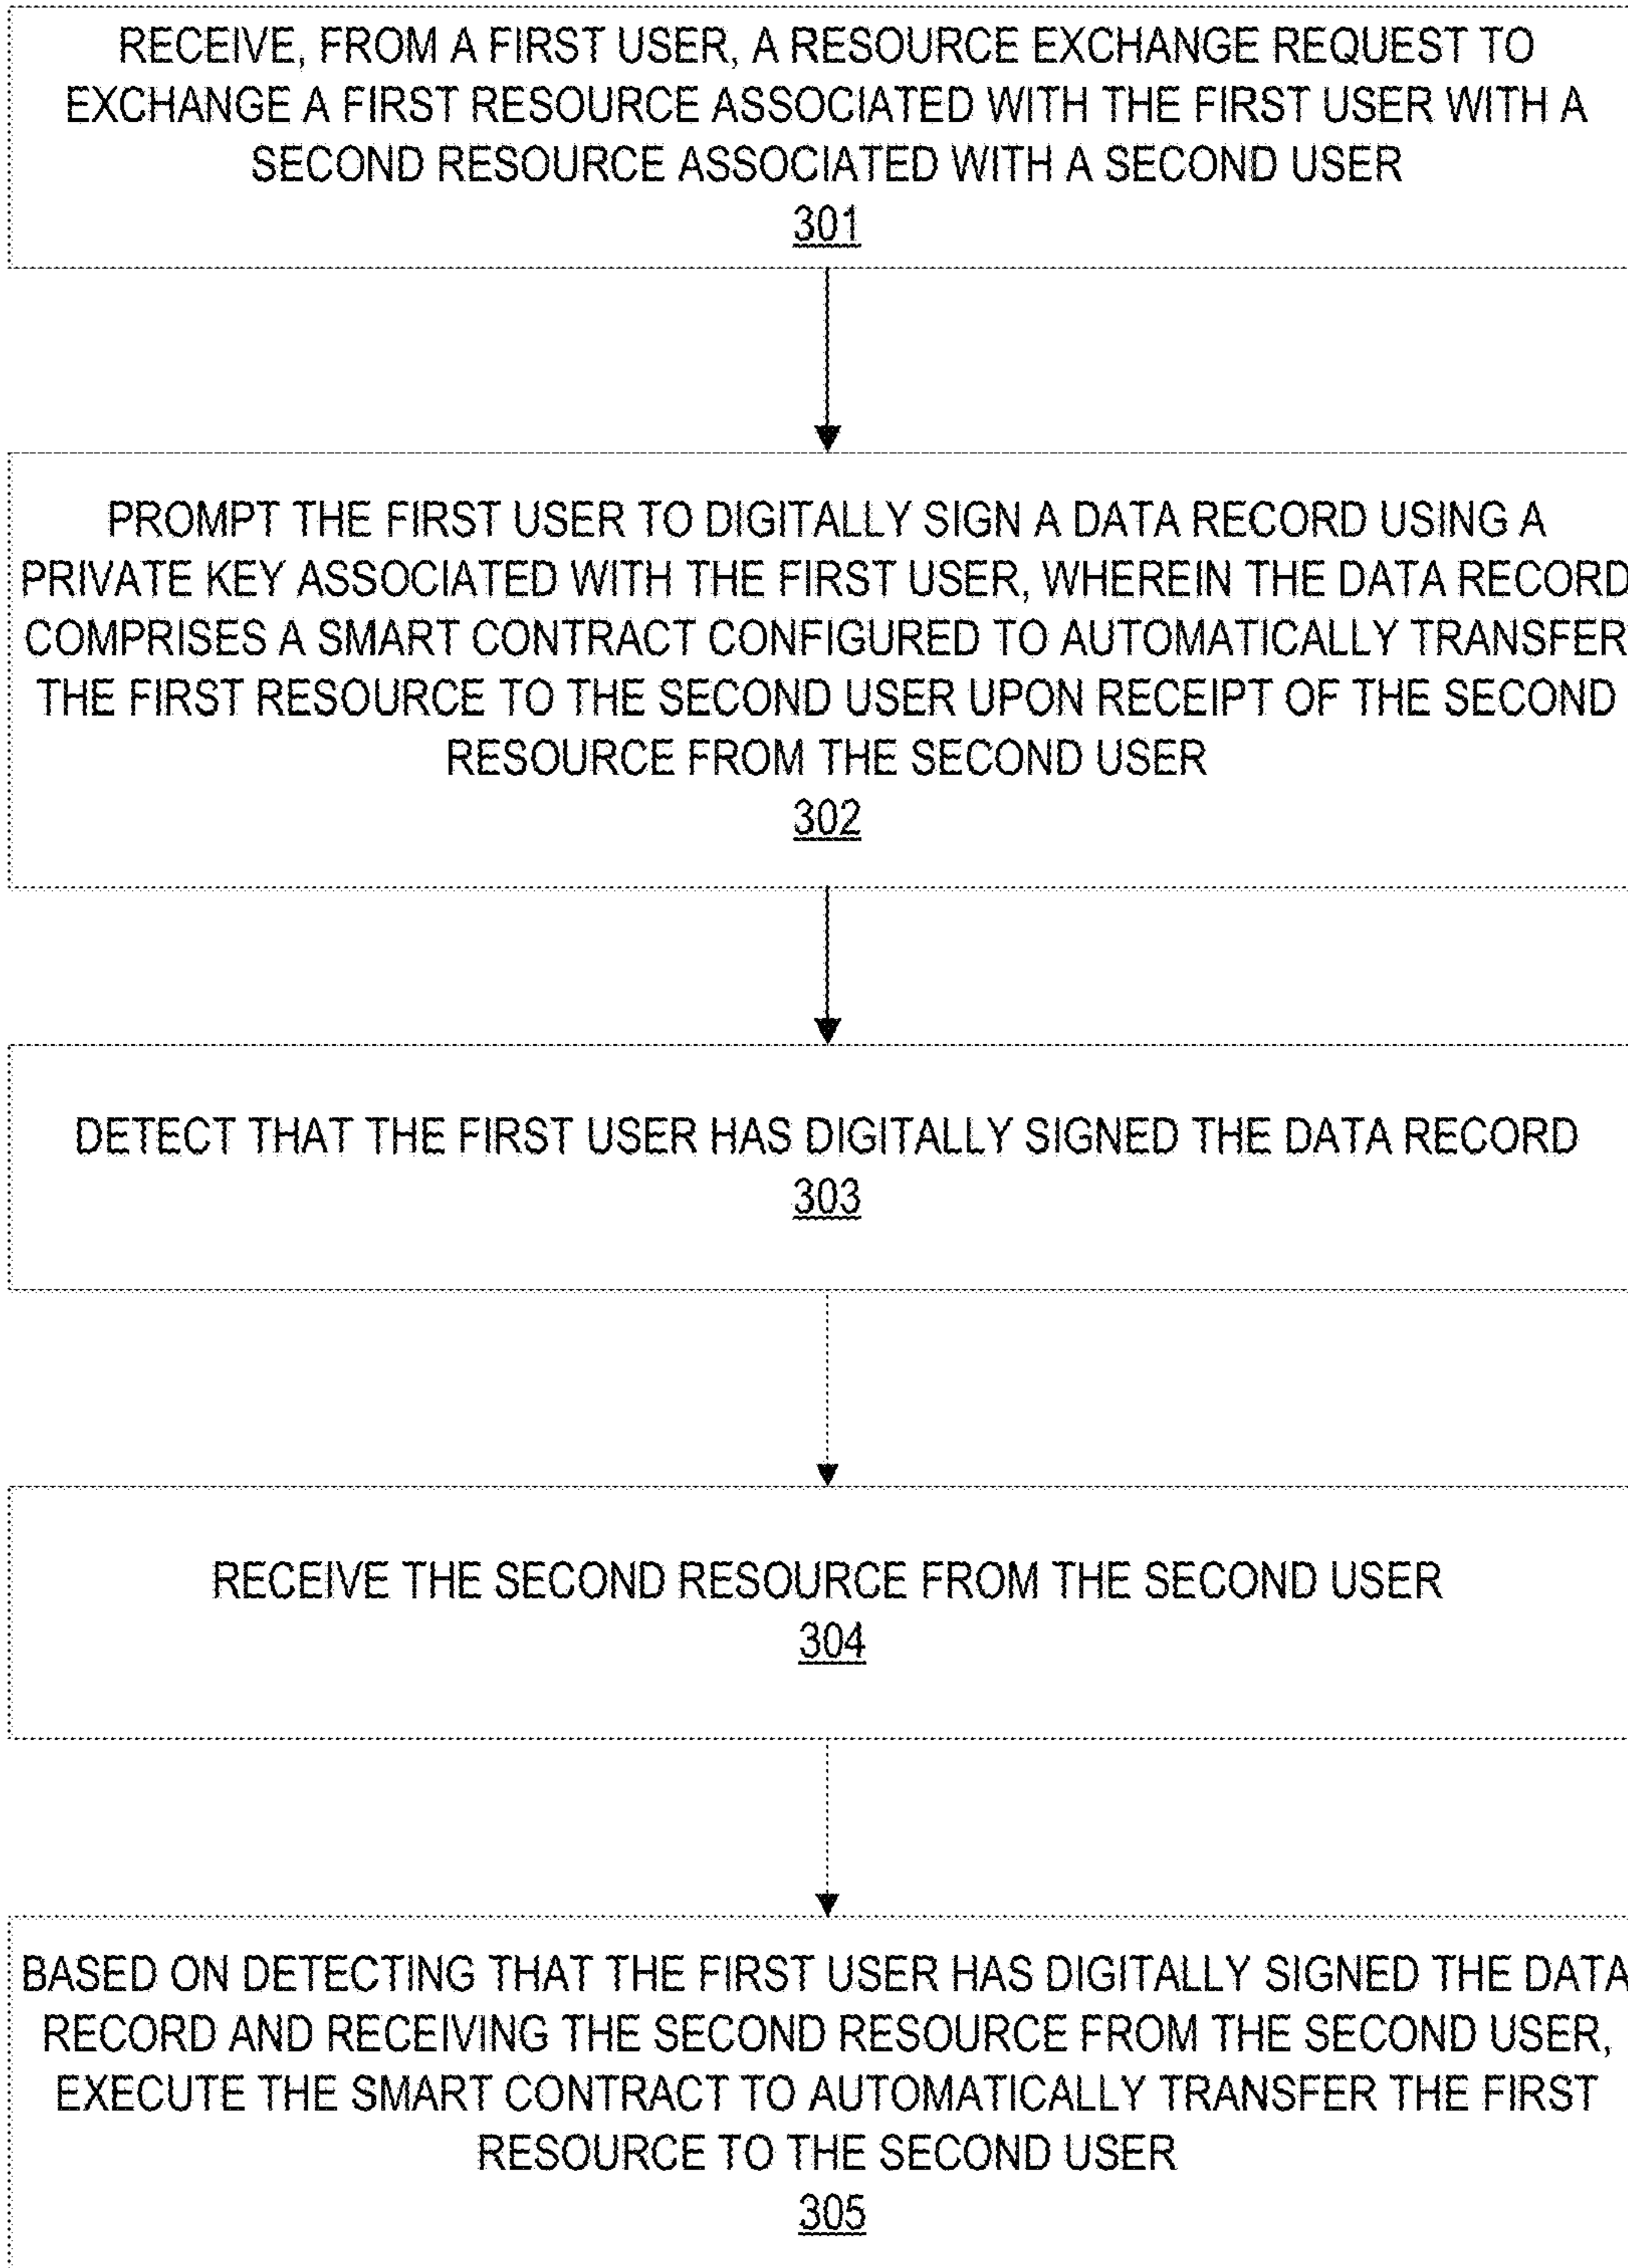 RECEIVE, FROM A FIRST USER, A RESOURCE EXCHANGE REQUEST TO
EXCHANGE A FIRST RESOURCE ASSOCIATED WITH THE FIRST USER WITH A
SECOND RESOURCE ASSOCIATED WITH A SECOND USER
301
PROMPT THE FIRST USER TO DIGITALLY SIGN A DATA RECORD USING A
PRIVATE KEY ASSOCIATED WITH THE FIRST USER, WHEREIN THE DATA RECORD
COMPRISES A SMART CONTRACT CONFIGURED TO AUTOMATICALLY TRANSFER
THE FIRST RESOURCE TO THE SECOND USER UPON RECEIPT OF THE SECOND
RESOURCE FROM THE SECOND USER
302
DETECT THAT THE FIRST USER HAS DIGITALLY SIGNED THE DATA RECORD
303
RECEIVE THE SECOND RESOURCE FROM THE SECOND USER
304
BASED ON DETECTING THAT THE FIRST USER HAS DIGITALLY SIGNED THE DATA
RECORD AND RECEIVING THE SECOND RESOURCE FROM THE SECOND USER,
EXECUTE THE SMART CONTRACT TO AUTOMATICALLY TRANSFER THE FIRST
RESOURCE TO THE SECOND USER
305